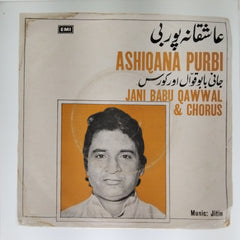 EMI
عاشقانہ پوربی
ASHIQANA PURBI
جانی بابو قوال اور کورس
JANI BABU QAWWAL
& CHORUS
Music: Jitin